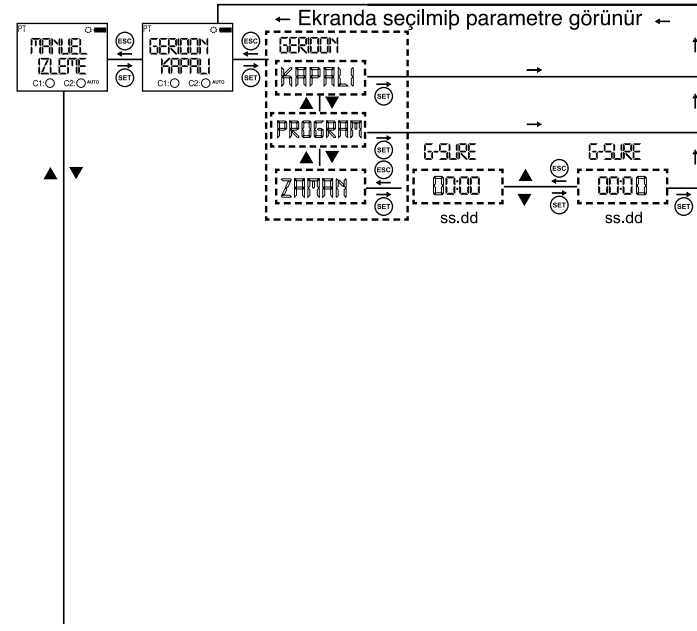 ← Ekranda seçilmiþ parametre görünür ←
PT
MANUEL
IZLEME
C1: C2: AUTO
ESC
SET
PT
GERIDON
KAPALI
C1: C2: AUTO
ESC
SET
GERIDON
KAPALI
SET
PROGRAM
SET
ESC
ZAMAN
SET
G-SURE
00:00
ss.dd
ESC
SET
G-SURE
00:00
ss.dd
SET